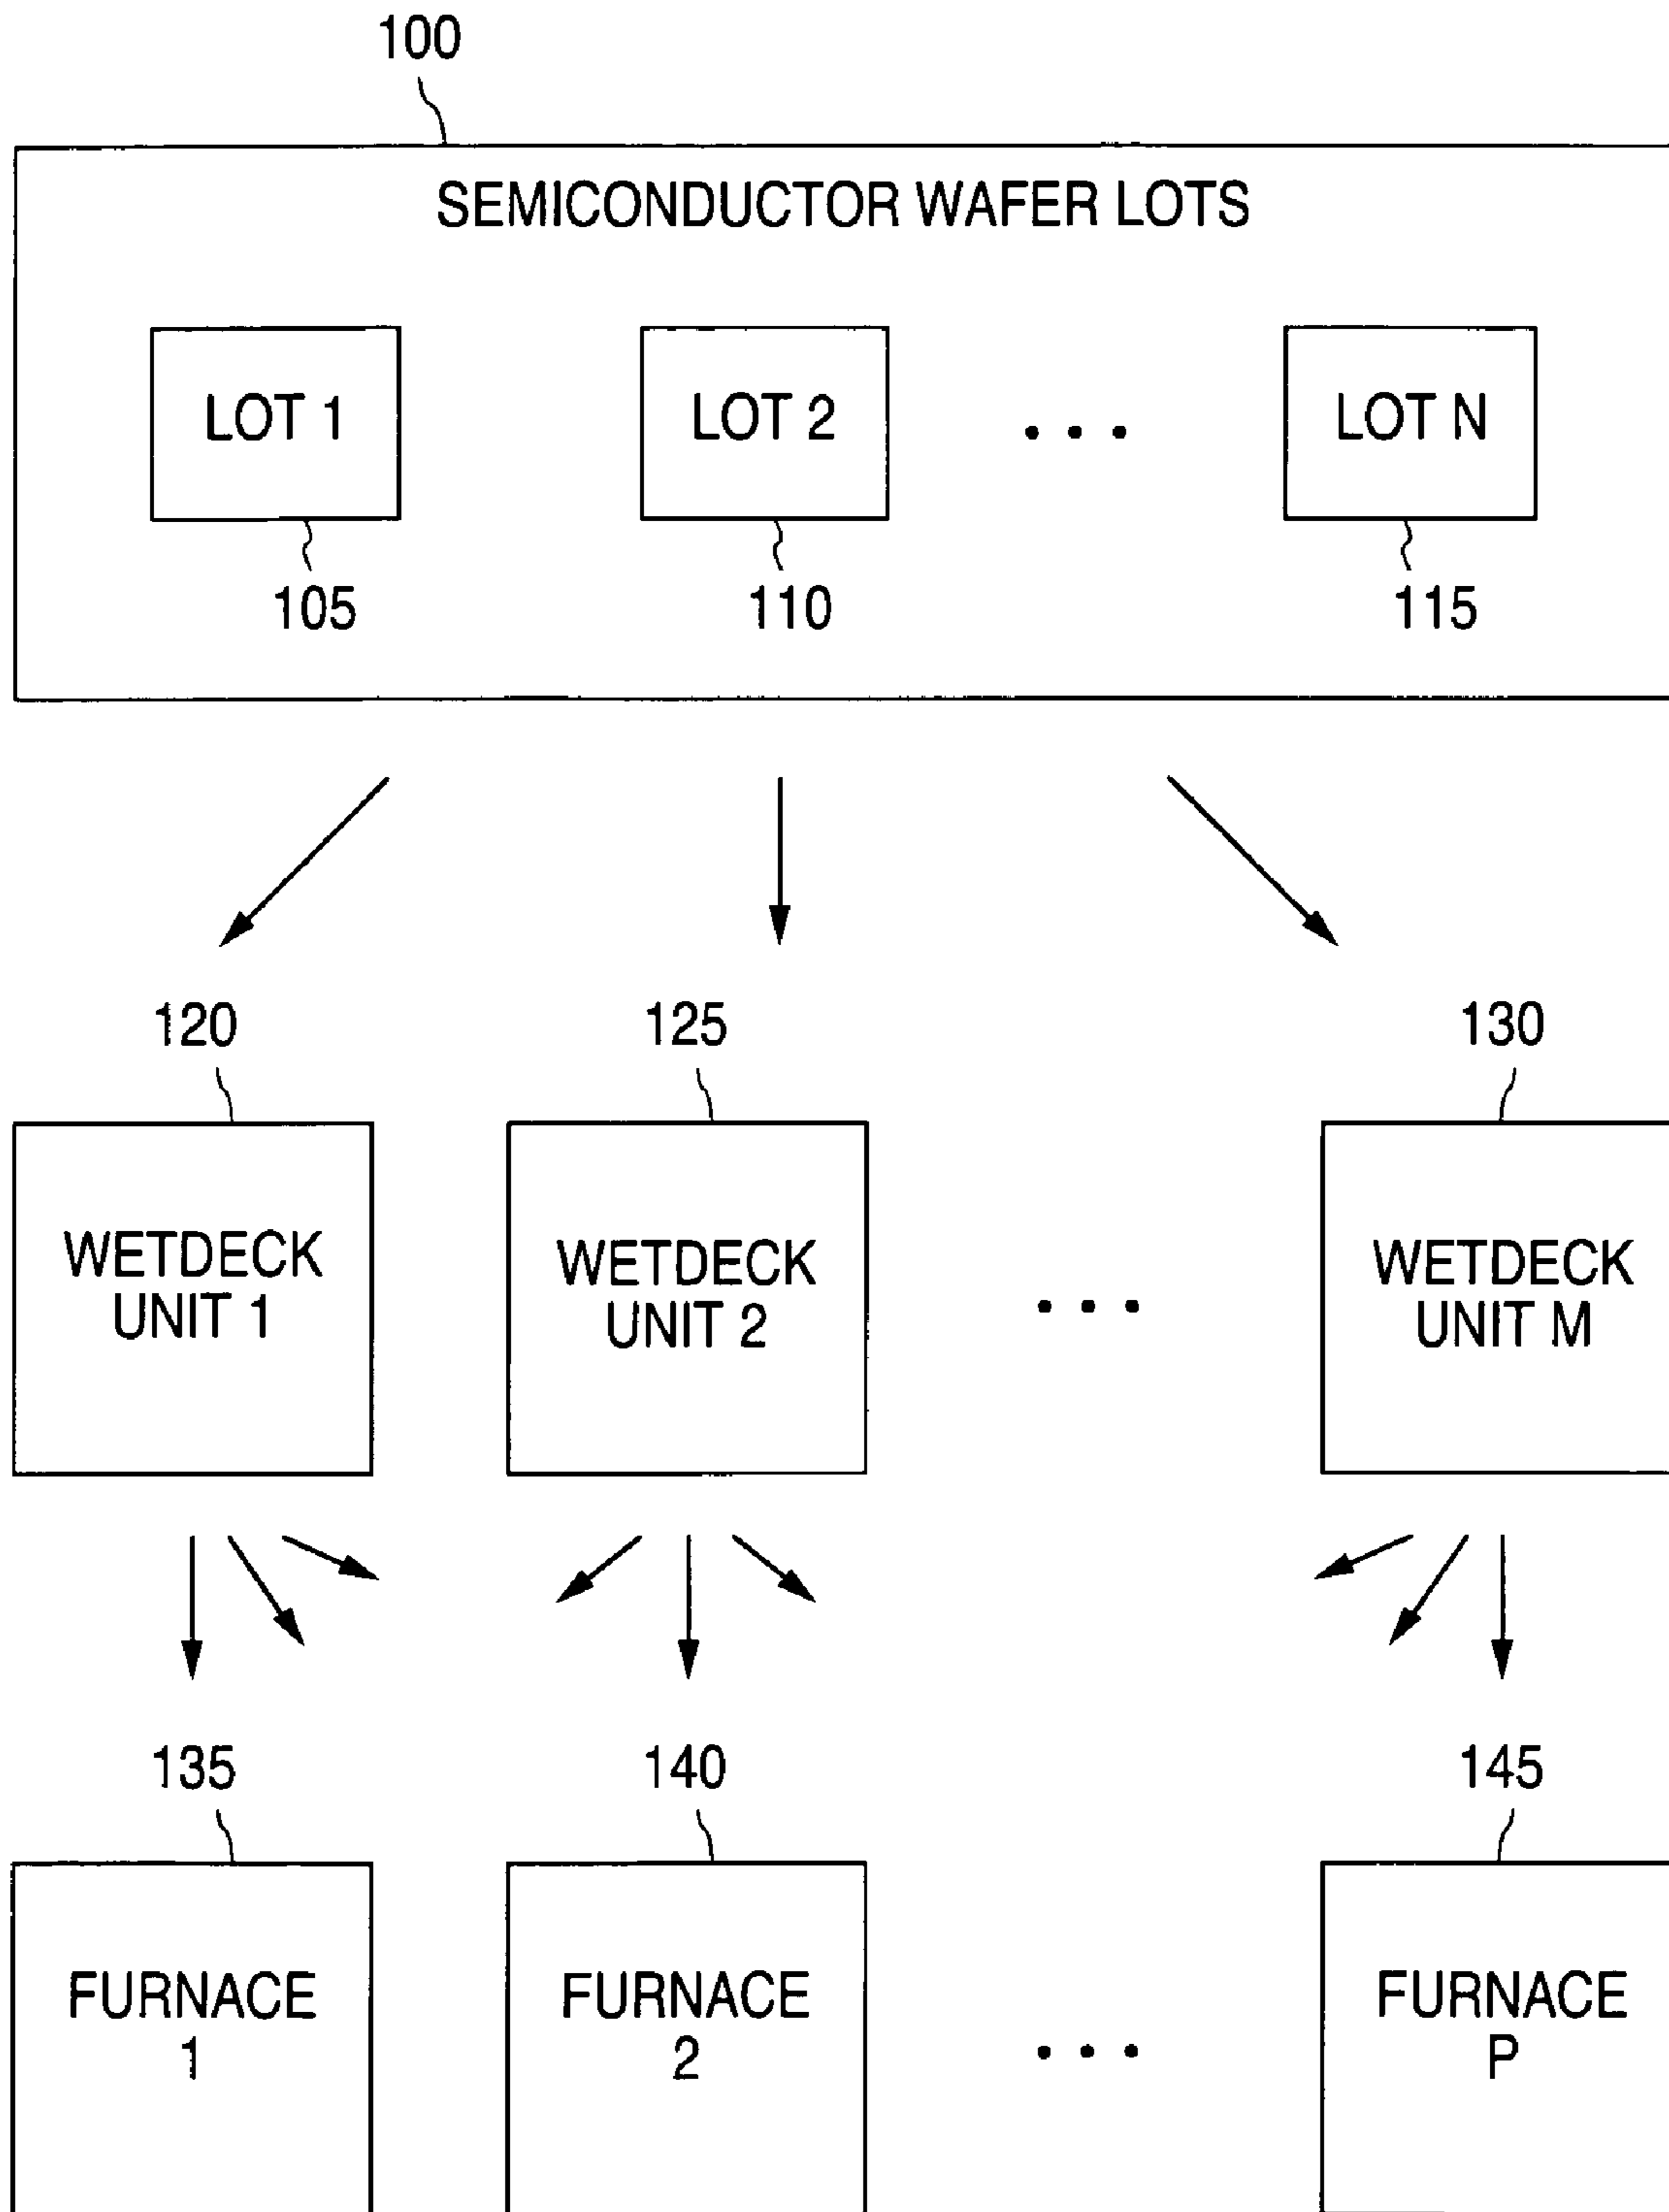 100
SEMICONDUCTOR WAFER LOTS
LOT 1
LOT 2
. . .
LOT N
105
110
115
120
125
130
WETDECK
UNIT 1
WETDECK
UNIT 2
. . .
WETDECK
UNIT M
135
140
145
FURNACE
1
FURNACE
2
. . .
FURNACE
P